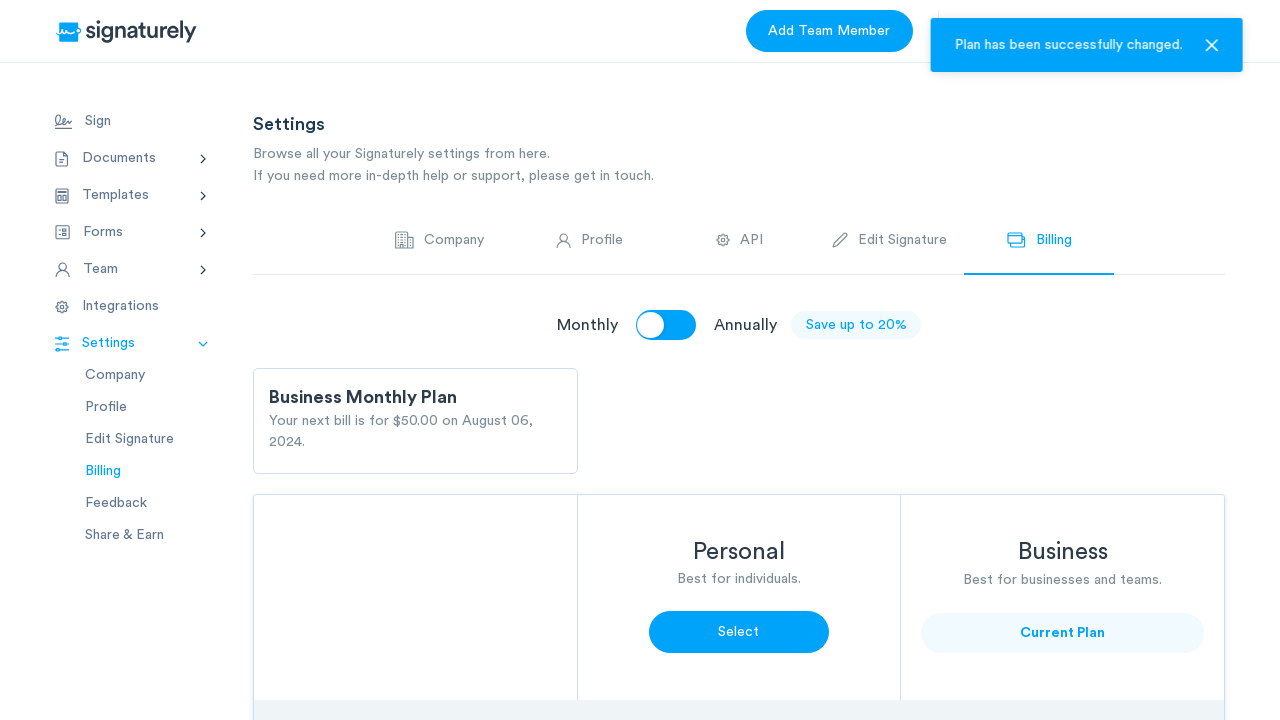 signaturely
Add Team Member
Plan has been successfully changed.
Sign
Documents
Templates
Forms
Team
Integrations
Settings
Company
Profile
Edit Signature
Billing
Feedback
Share & Earn
Settings
Browse all your Signaturely settings from here.
If you need more in-depth help or support, please get in touch.
Company
Profile
API
Edit Signature
Billing
Monthly
Annually
Save up to 20%
Business Monthly Plan
Your next bill is for $50.00 on August 06,
2024.
Personal
Best for individuals.
Select
Business
Best for businesses and teams.
Current Plan